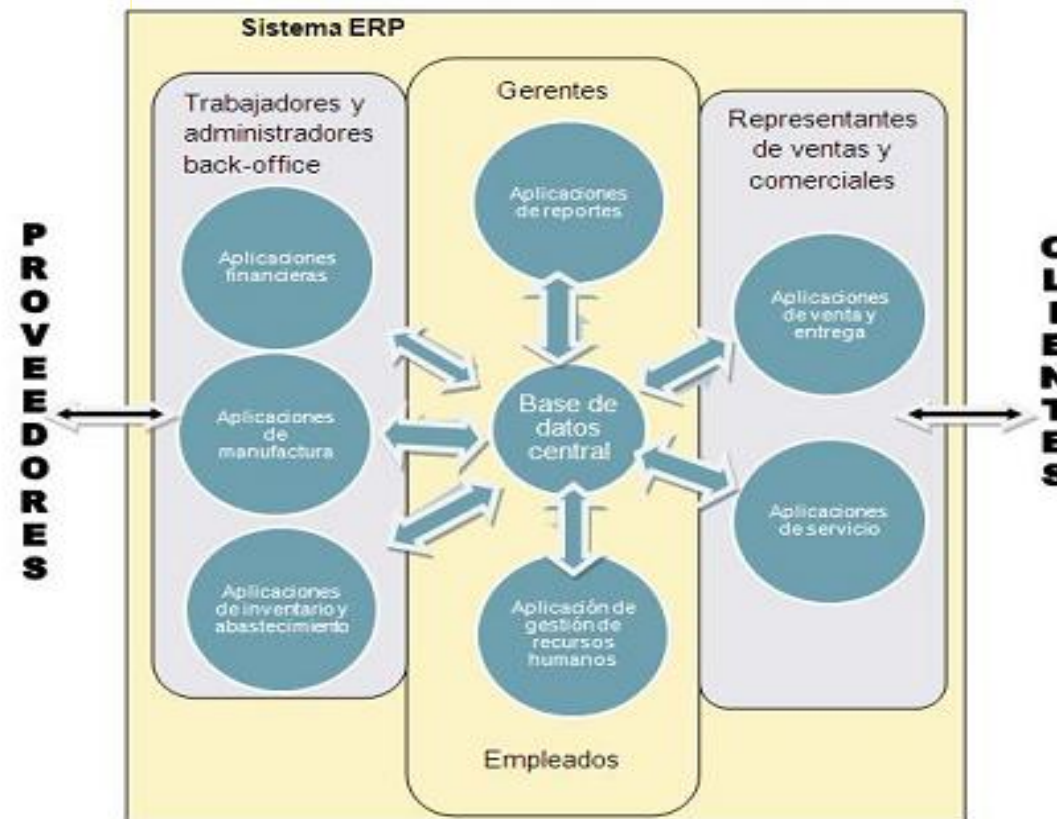 Sistema ERP
Trabajadores y
administradores
back-office
Gerentes
Representantes
de ventas y
comerciales
Aplicaciones
de reportes
Aplicaciones
financieras
Aplicaciones
de venta y
entrega
PROVEEDORES
Aplicaciones
de
manufactura
Base de
datos
central
CLIENTES
Aplicaciones
de servicio
Aplicaciones
de inventario y
abastecimiento
Aplicación de
gestión de
recursos
humanos
Empleados